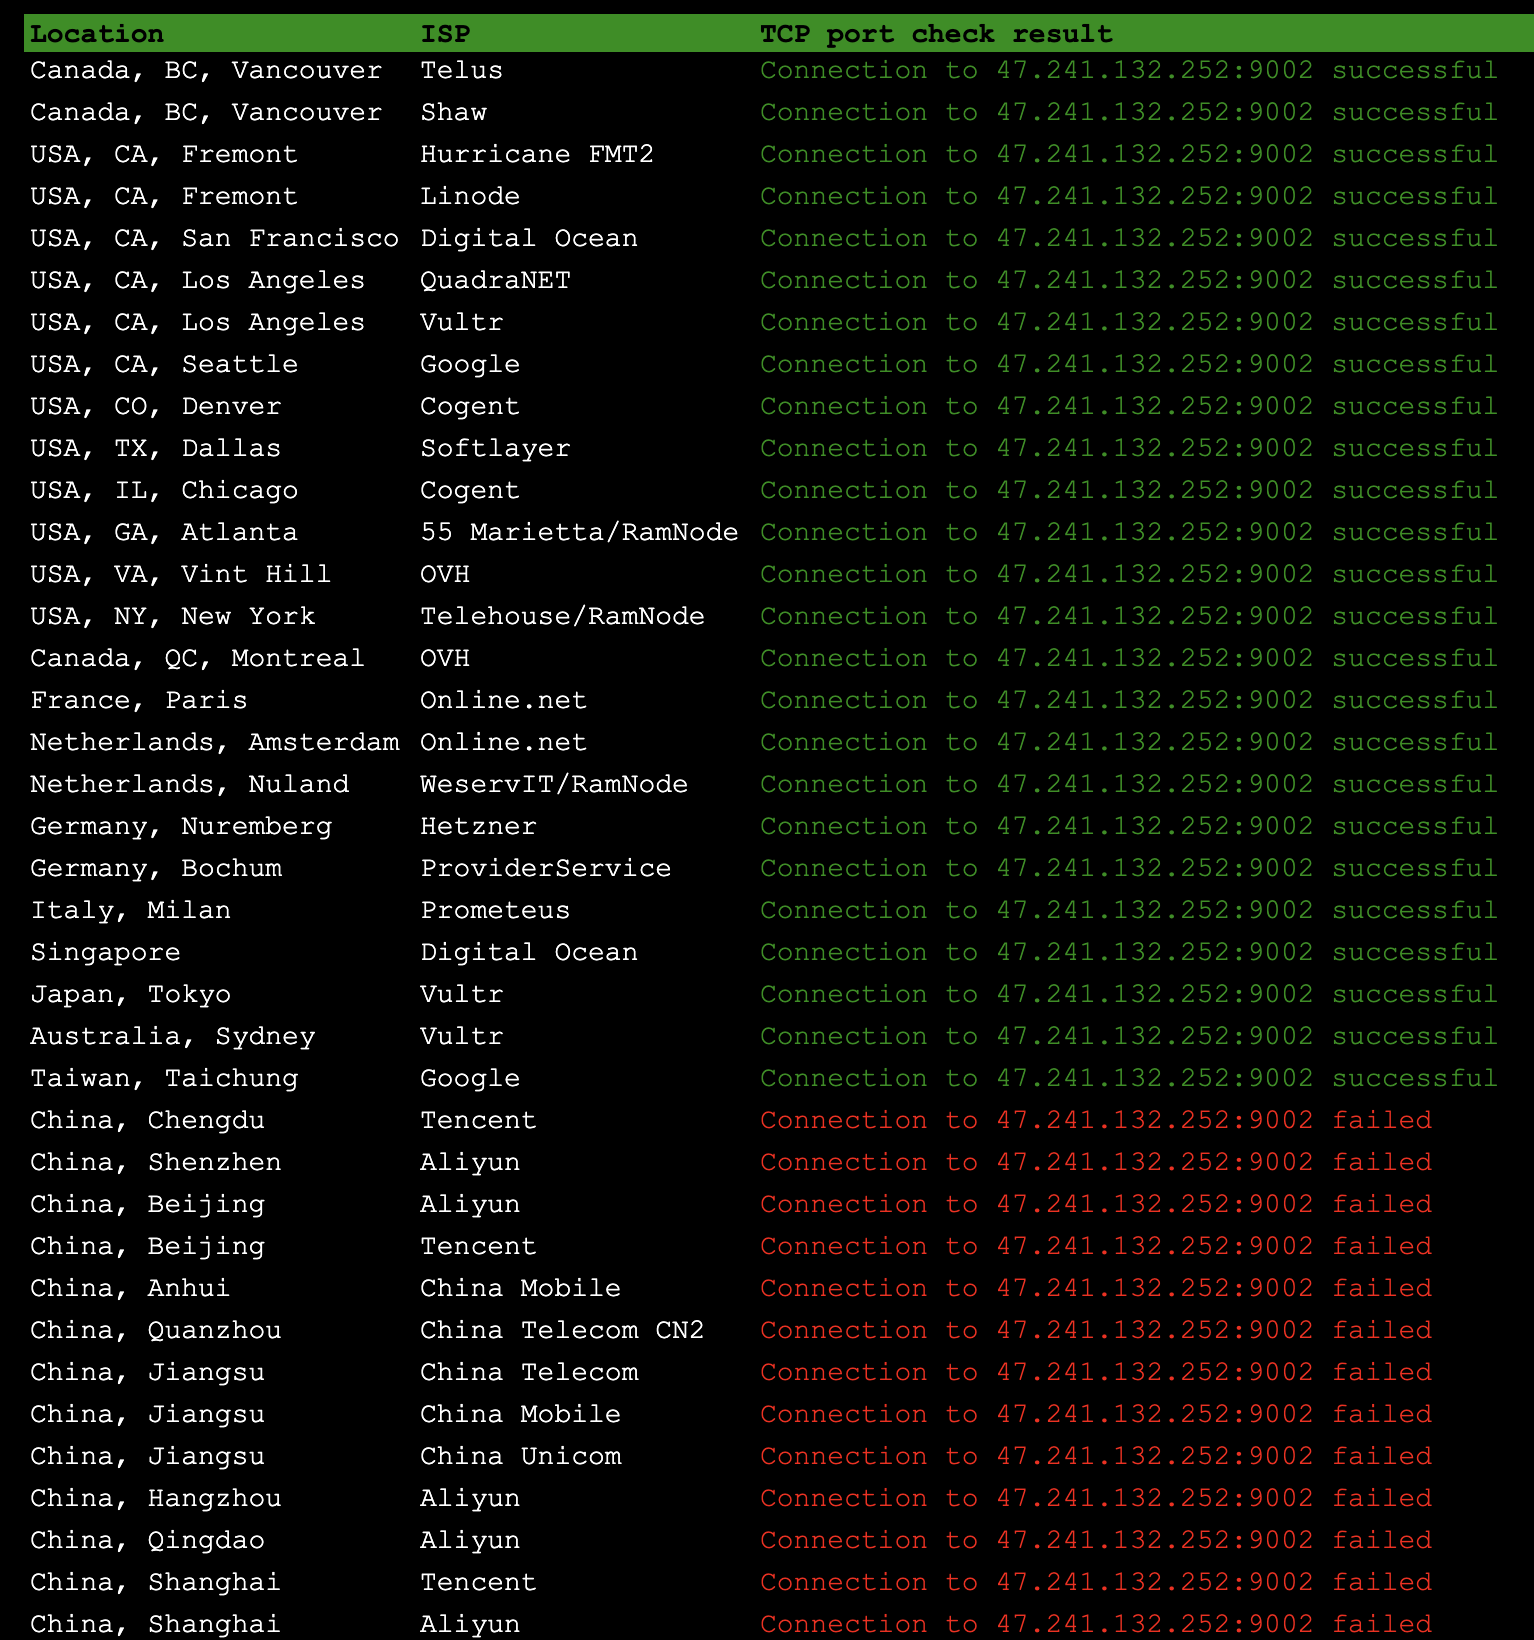 Location ISP TCP port check result
Canada, BC, Vancouver Telus Connection to 47.241.132.252:9002 successful
Canada, BC, Vancouver Shaw Connection to 47.241.132.252:9002 successful
USA, CA, Fremont Hurricane FMT2 Connection to 47.241.132.252:9002 successful
USA, CA, Fremont Linode Connection to 47.241.132.252:9002 successful
USA, CA, San Francisco Digital Ocean Connection to 47.241.132.252:9002 successful
USA, CA, Los Angeles QuadraNET Connection to 47.241.132.252:9002 successful
USA, CA, Los Angeles Vultr Connection to 47.241.132.252:9002 successful
USA, CA, Seattle Google Connection to 47.241.132.252:9002 successful
USA, CO, Denver Cogent Connection to 47.241.132.252:9002 successful
USA, TX, Dallas Softlayer Connection to 47.241.132.252:9002 successful
USA, IL, Chicago Cogent Connection to 47.241.132.252:9002 successful
USA, GA, Atlanta 55 Marietta/RamNode Connection to 47.241.132.252:9002 successful
USA, VA, Vint Hill OVH Connection to 47.241.132.252:9002 successful
USA, NY, New York Telehouse/RamNode Connection to 47.241.132.252:9002 successful
Canada, QC, Montreal OVH Connection to 47.241.132.252:9002 successful
France, Paris Online.net Connection to 47.241.132.252:9002 successful
Netherlands, Amsterdam Online.net Connection to 47.241.132.252:9002 successful
Netherlands, Nuland WeservIT/RamNode Connection to 47.241.132.252:9002 successful
Germany, Nuremberg Hetzner Connection to 47.241.132.252:9002 successful
Germany, Bochum ProviderService Connection to 47.241.132.252:9002 successful
Italy, Milan Prometeus Connection to 47.241.132.252:9002 successful
Singapore Digital Ocean Connection to 47.241.132.252:9002 successful
Japan, Tokyo Vultr Connection to 47.241.132.252:9002 successful
Australia, Sydney Vultr Connection to 47.241.132.252:9002 successful
Taiwan, Taichung Google Connection to 47.241.132.252:9002 successful
China, Chengdu Tencent Connection to 47.241.132.252:9002 failed
China, Shenzhen Aliyun Connection to 47.241.132.252:9002 failed
China, Beijing Aliyun Connection to 47.241.132.252:9002 failed
China, Beijing Tencent Connection to 47.241.132.252:9002 failed
China, Anhui China Mobile Connection to 47.241.132.252:9002 failed
China, Quanzhou China Telecom CN2 Connection to 47.241.132.252:9002 failed
China, Jiangsu China Telecom Connection to 47.241.132.252:9002 failed
China, Jiangsu China Mobile Connection to 47.241.132.252:9002 failed
China, Jiangsu China Unicom Connection to 47.241.132.252:9002 failed
China, Hangzhou Aliyun Connection to 47.241.132.252:9002 failed
China, Qingdao Aliyun Connection to 47.241.132.252:9002 failed
China, Shanghai Tencent Connection to 47.241.132.252:9002 failed
China, Shanghai Aliyun Connection to 47.241.132.252:9002 failed